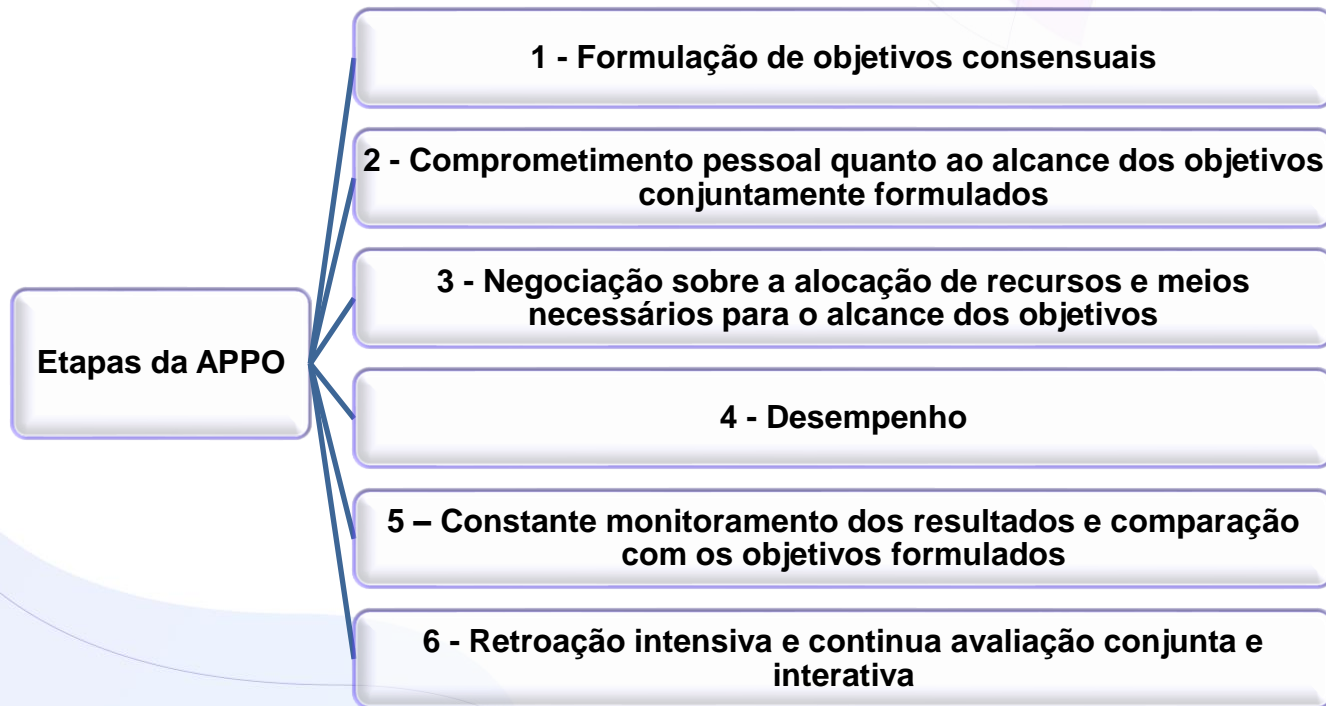 1 - Formulação de objetivos consensuais
2 - Comprometimento pessoal quanto ao alcance dos objetivos
conjuntamente formulados
3 - Negociação sobre a alocação de recursos e meios
necessários para o alcance dos objetivos
Etapas da APPO
4 - Desempenho
5 – Constante monitoramento dos resultados e comparação
com os objetivos formulados
6 - Retroação intensiva e continua avaliação conjunta e
interativa